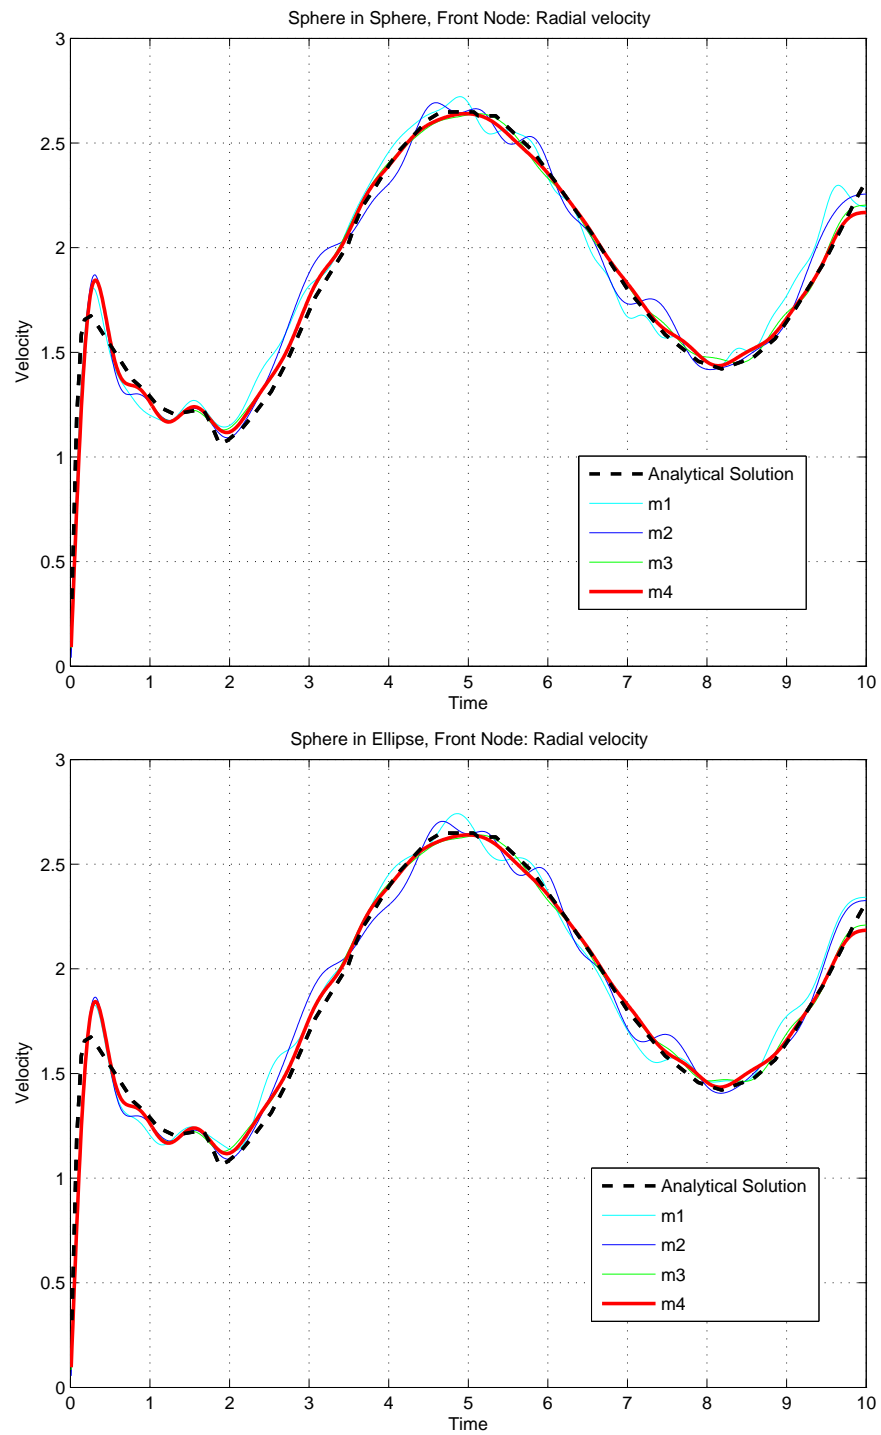 Sphere in Sphere, Front Node: Radial velocity
3
2.5
2
1.5
1
0.5
0
Velocity
Analytical Solution
m1
m2
m3
m4
0 1 2 3 4 5 6 7 8 9 10
Time
Sphere in Ellipse, Front Node: Radial velocity
3
2.5
2
1.5
1
0.5
0
Velocity
Analytical Solution
m1
m2
m3
m4
0 1 2 3 4 5 6 7 8 9 10
Time